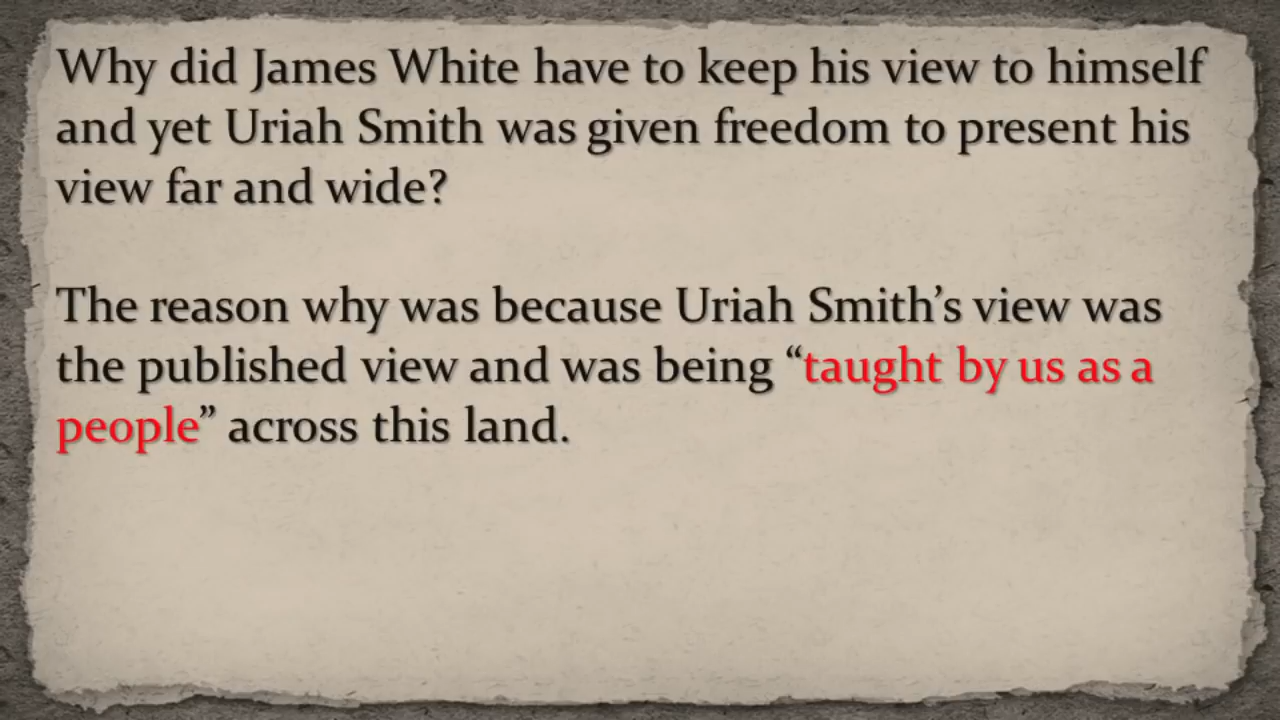 Why did James White have to keep his view to himself
and yet Uriah Smith was given freedom to present his
view far and wide?
The reason why was because Uriah Smith’s view was
the published view and was being “taught by us as a
people” across this land.